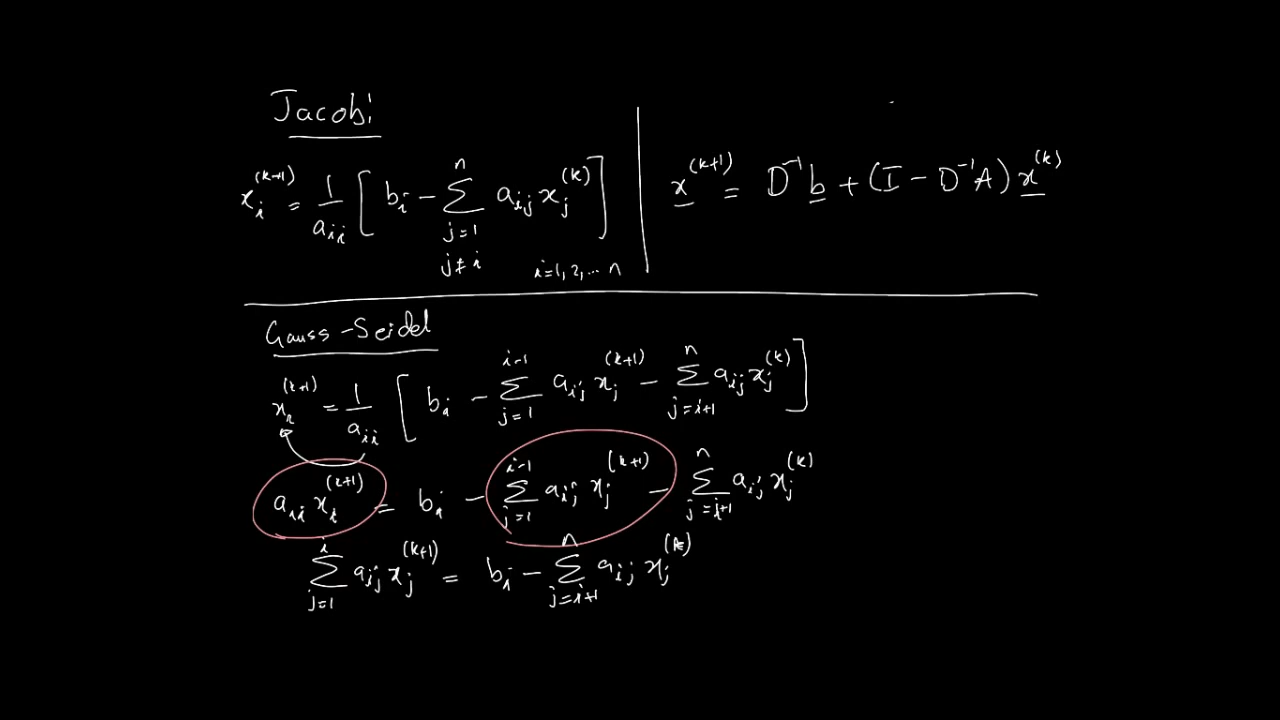 Jacobi
x_i^(k+1) = 1/a_ii [ b_i − Σ_{j=1, j≠i}^{n} a_ij x_j^(k) ] i=1, 2, ... n
x^(k+1) = D^-1 b + (I − D^-1 A) x^(k)
Gauss-Seidel
x_i^(k+1) = 1/a_ii [ b_i − Σ_{j=1}^{i-1} a_ij x_j^(k+1) − Σ_{j=i+1}^{n} a_ij x_j^(k) ]
a_ii x_i^(k+1) = b_i − Σ_{j=1}^{i-1} a_ij x_j^(k+1) − Σ_{j=i+1}^{n} a_ij x_j^(k)
Σ_{j=1}^{i} a_ij x_j^(k+1) = b_i − Σ_{j=i+1}^{n} a_ij x_j^(k)